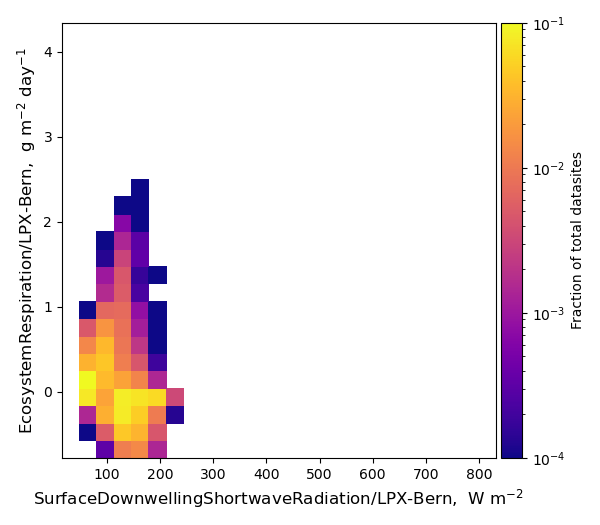 EcosystemRespiration/LPX-Bern,  g m⁻² day⁻¹
4
3
2
1
0
100 200 300 400 500 600 700 800
SurfaceDownwellingShortwaveRadiation/LPX-Bern,  W m⁻²
10⁻¹
10⁻²
10⁻³
10⁻⁴
Fraction of total datasites